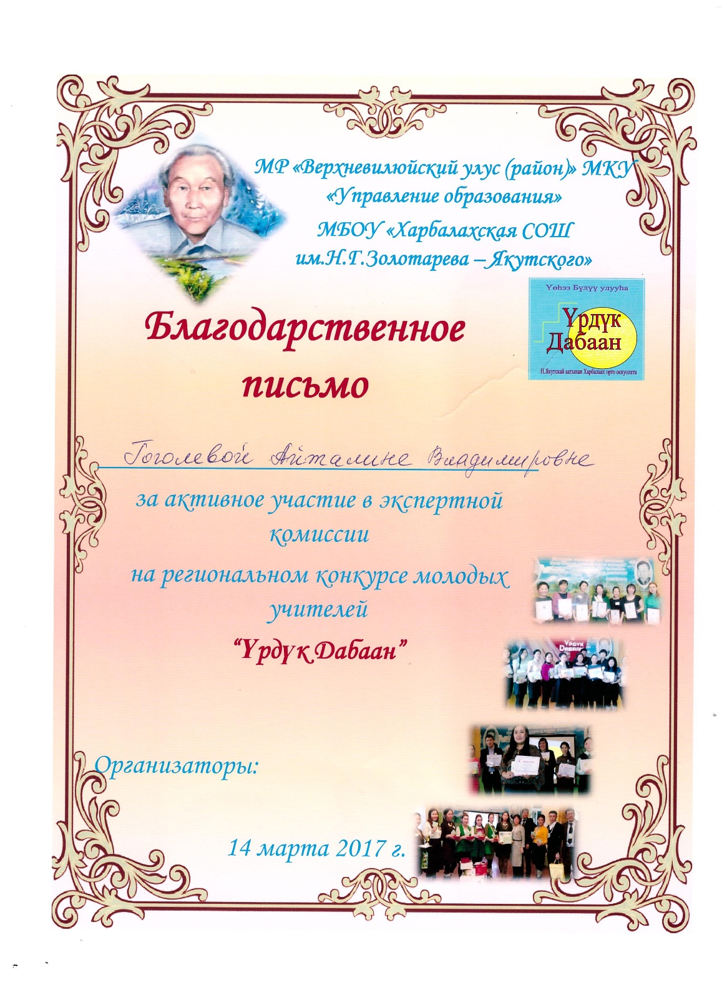 МР «Верхневилюйский улус (район)» МКУ
«Управление образования»
МБОУ «Харбалахская СОШ
им.Н.Г.Золотарева – Якутского»
Үөһээ Бүлүү улууһа
Үрдүк
Дабаан
Н.Якутскай аатынан Харбалаах орто оскуолата
Благодарственное
письмо
Гоголевой Айталине Владимировне
за активное участие в экспертной
комиссии
на региональном конкурсе молодых
учителей
“Үрдүк Дабаан”
Үрдүк
Дабаан
Организаторы:
14 марта 2017 г.